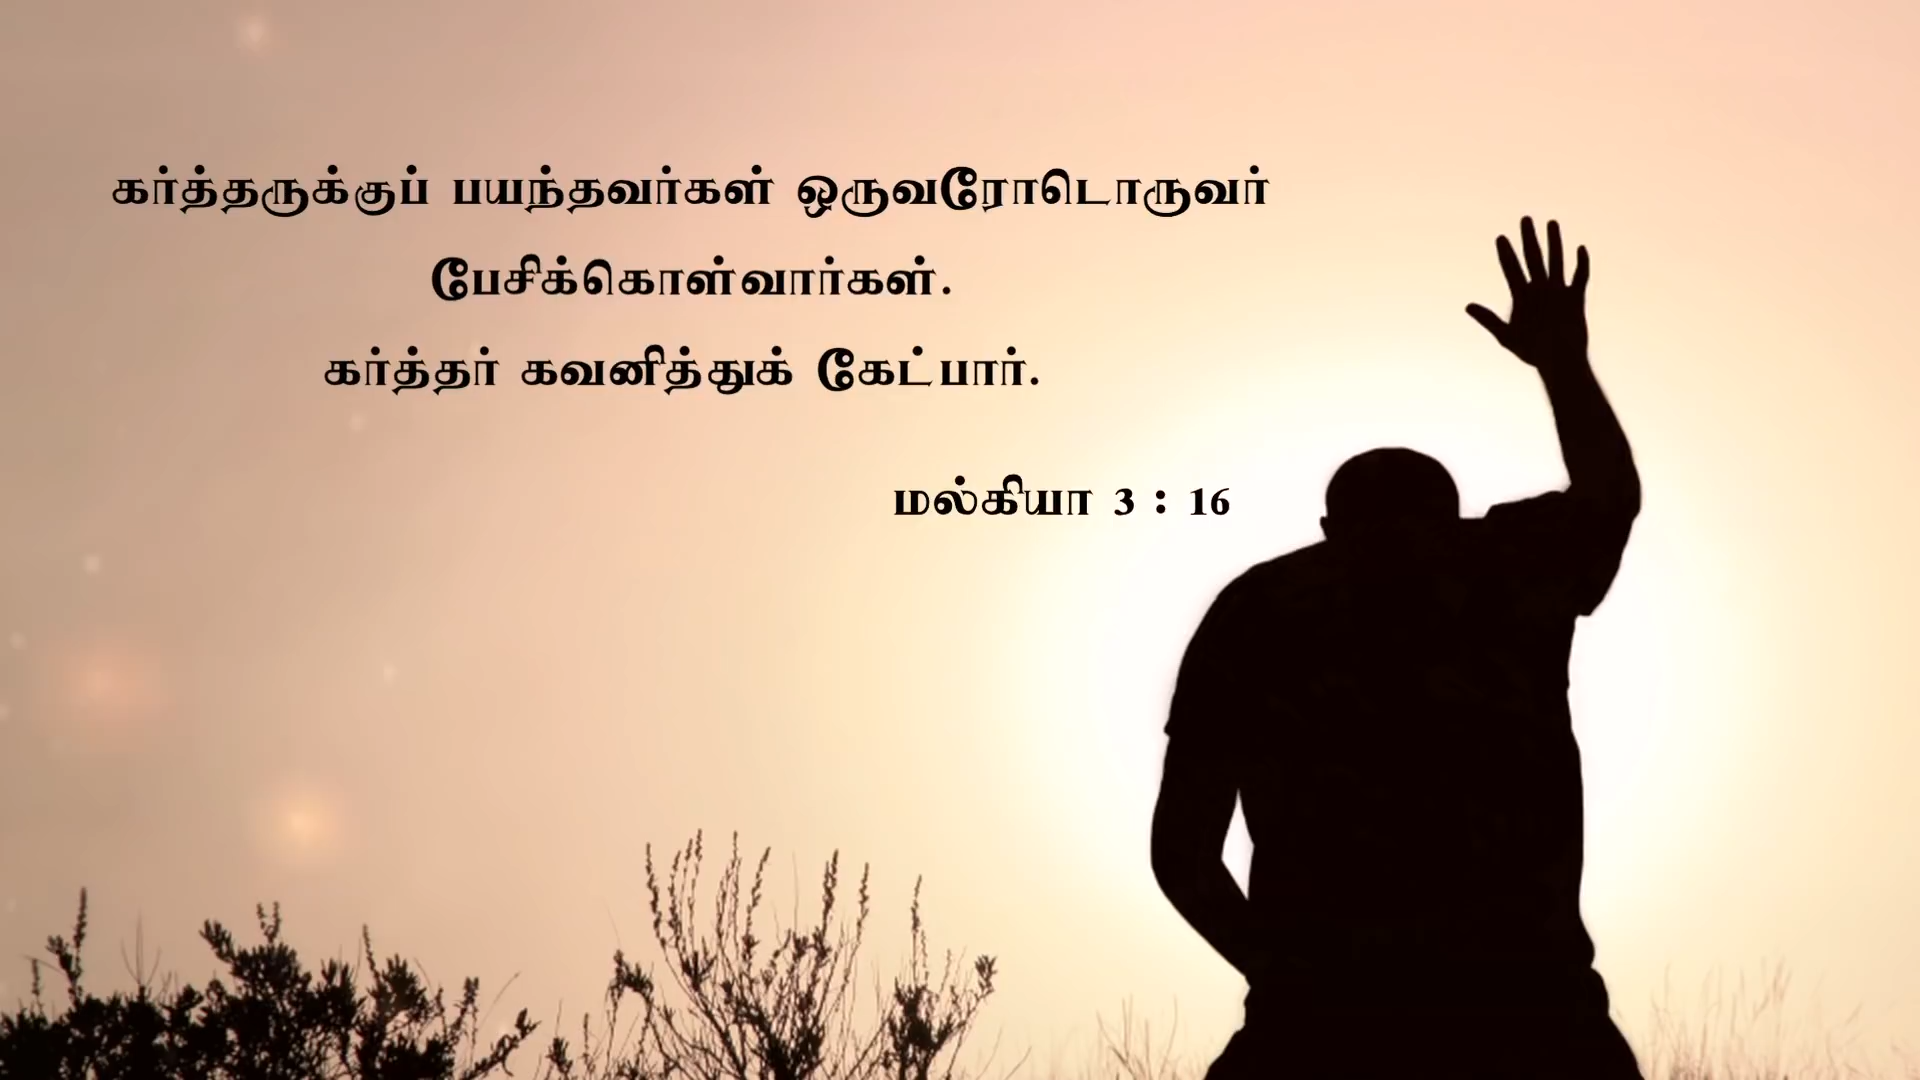 கர்த்தருக்குப் பயந்தவர்கள் ஒருவரோடொருவர்
பேசிக்கொள்வார்கள்.
கர்த்தர் கவனித்துக் கேட்பார்.
மல்கியா 3 : 16